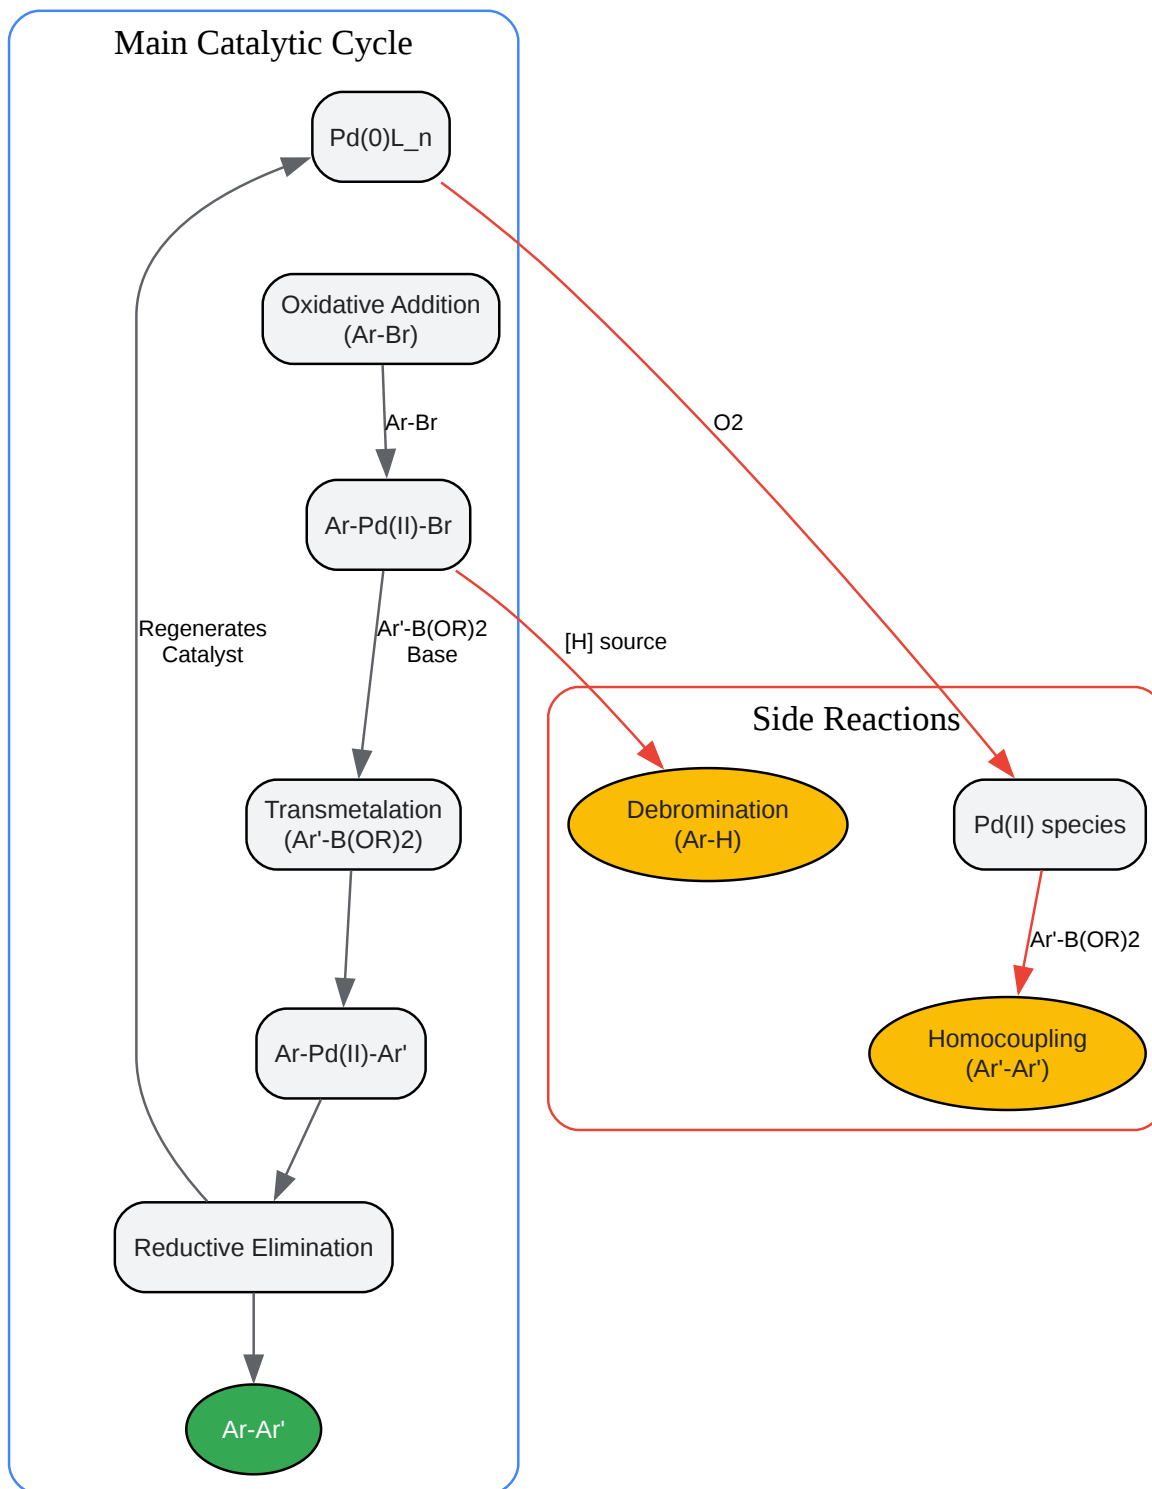 Main Catalytic Cycle
Pd(0)L_n
Oxidative Addition
(Ar-Br)
Ar-Br
O2
Ar-Pd(II)-Br
Regenerates
Catalyst
Ar'-B(OR)2
Base
[H] source
Side Reactions
Transmetalation
(Ar'-B(OR)2)
Debromination
(Ar-H)
Pd(II) species
Ar'-B(OR)2
Ar-Pd(II)-Ar'
Homocoupling
(Ar'-Ar')
Reductive Elimination
Ar-Ar'